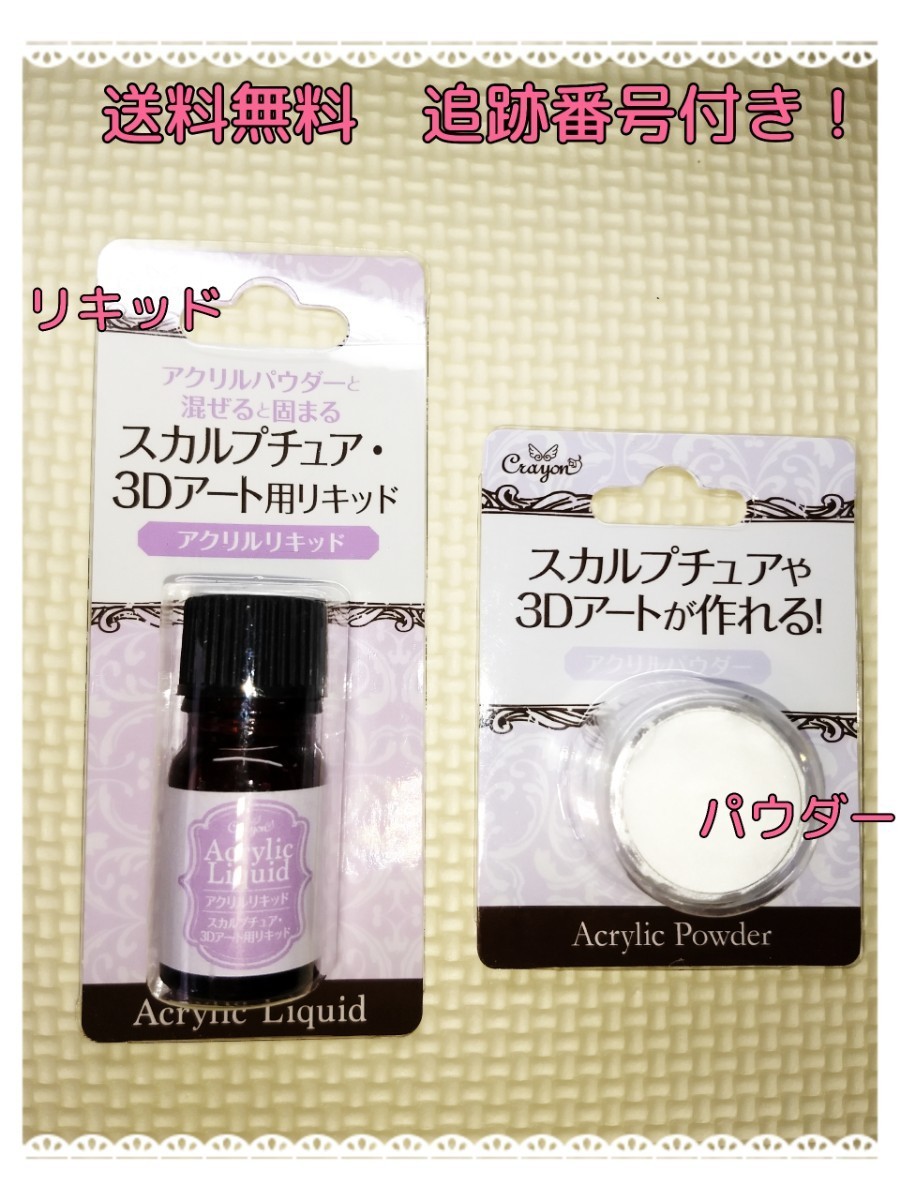 送料無料　追跡番号付き！
リキッド
アクリルパウダーと
混ぜると固まる
スカルプチュア・
3Dアート用リキッド
アクリルリキッド
Crayon
Acrylic
Liquid
アクリルリキッド
スカルプチュア・
3Dアート用リキッド
Acrylic Liquid
Crayon
スカルプチュアや
3Dアートが作れる!
アクリルパウダー
パウダー
Acrylic Powder